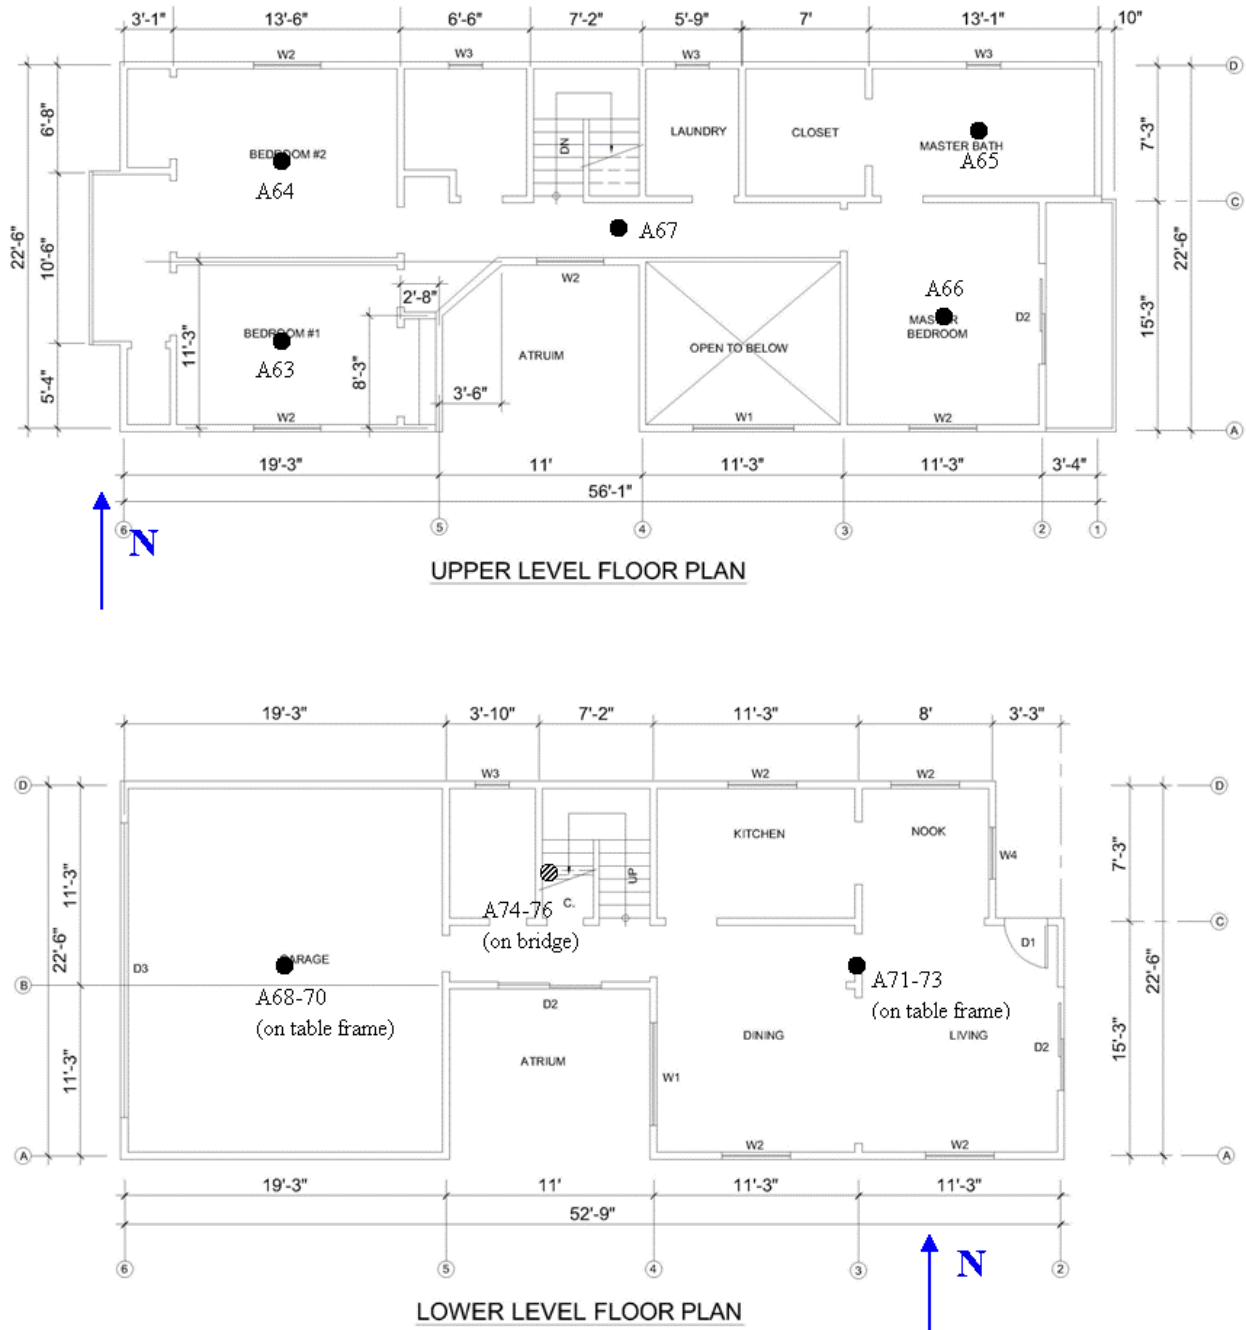 3'-1" 13'-6" 6'-6" 7'-2" 5'-9" 7' 13'-1" 10"
W2 W3 W3 W3
D
6'-8"
LAUNDRY CLOSET
DN
7'-3"
BEDROOM #2 MASTER BATH
A64 A65
C
22'-6" 10'-6" A67 22'-6"
W2
2'-8" A66
MASTER
BEDROOM
D2
15'-3"
BEDROOM #1 11'-3" ATRUIM OPEN TO BELOW
A63 8'-3"
5'-4" 3'-6"
W2 W1 W2
A
19'-3" 11' 11'-3" 11'-3" 3'-4"
56'-1"
6 5 4 3 2 1
N
UPPER LEVEL FLOOR PLAN
19'-3" 3'-10" 7'-2" 11'-3" 8' 3'-3"
W3 W2 W2
D D
KITCHEN NOOK
7'-3"
W4
11'-3" UP
C.
A74-76
(on bridge)
C
22'-6" D1 22'-6"
GARAGE
D3
A68-70 A71-73
(on table frame) (on table frame)
B
D2
DINING LIVING
15'-3"
D2
11'-3" ATRIUM
W1
W2 W2
A A
19'-3" 11' 11'-3" 11'-3"
52'-9"
6 5 4 3 2
N
LOWER LEVEL FLOOR PLAN